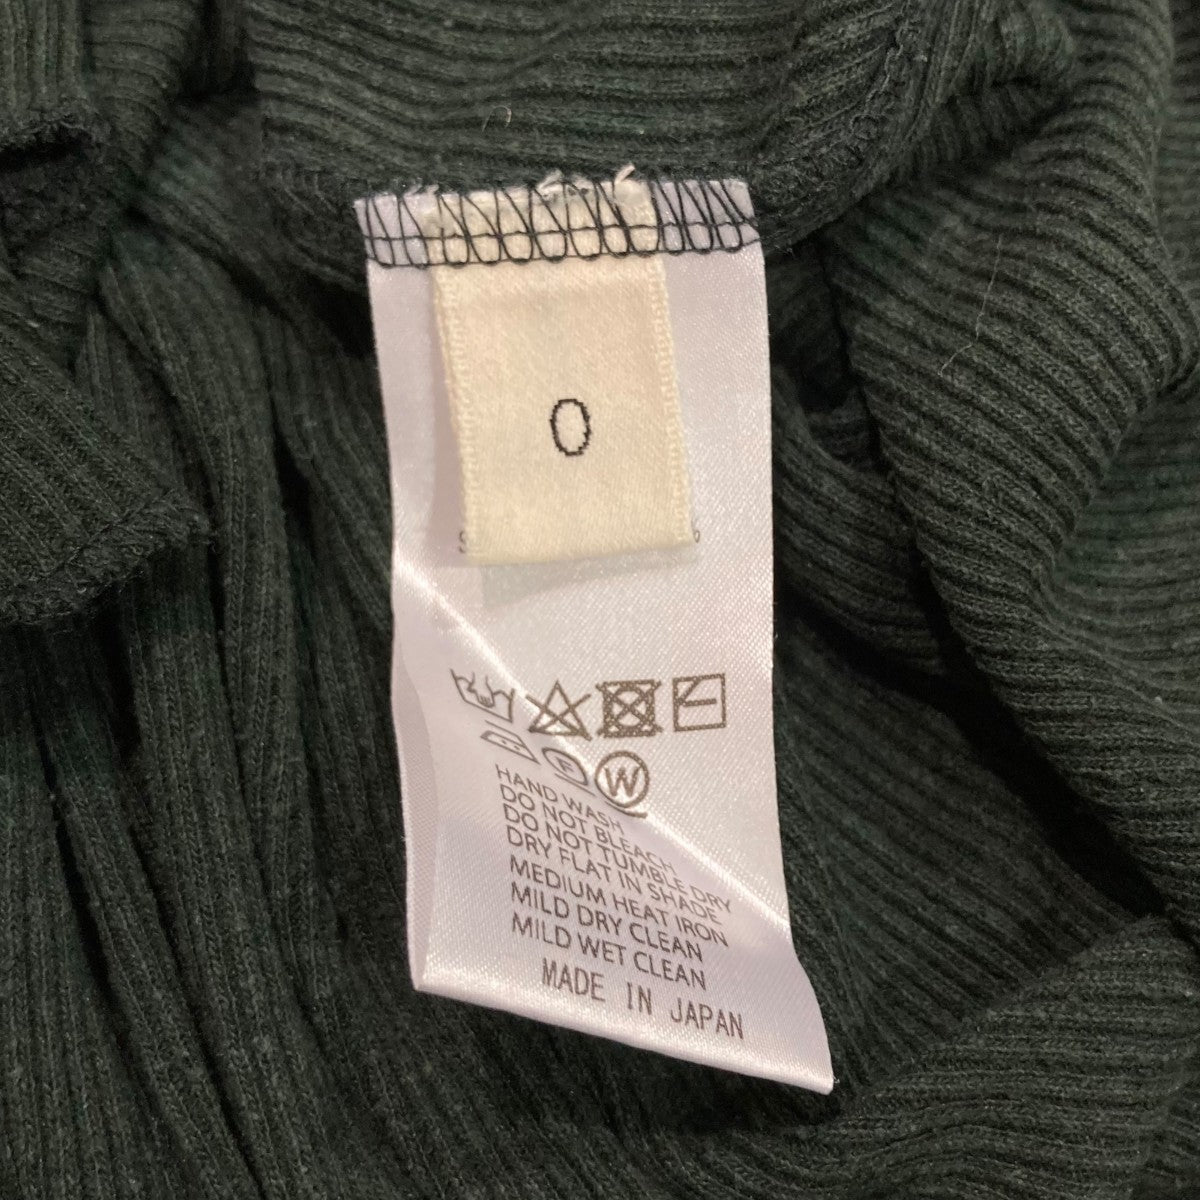 0
F
W
HAND WASH
DO NOT BLEACH
DO NOT TUMBLE DRY
DRY FLAT IN SHADE
MEDIUM HEAT IRON
MILD DRY CLEAN
MILD WET CLEAN
MADE IN JAPAN